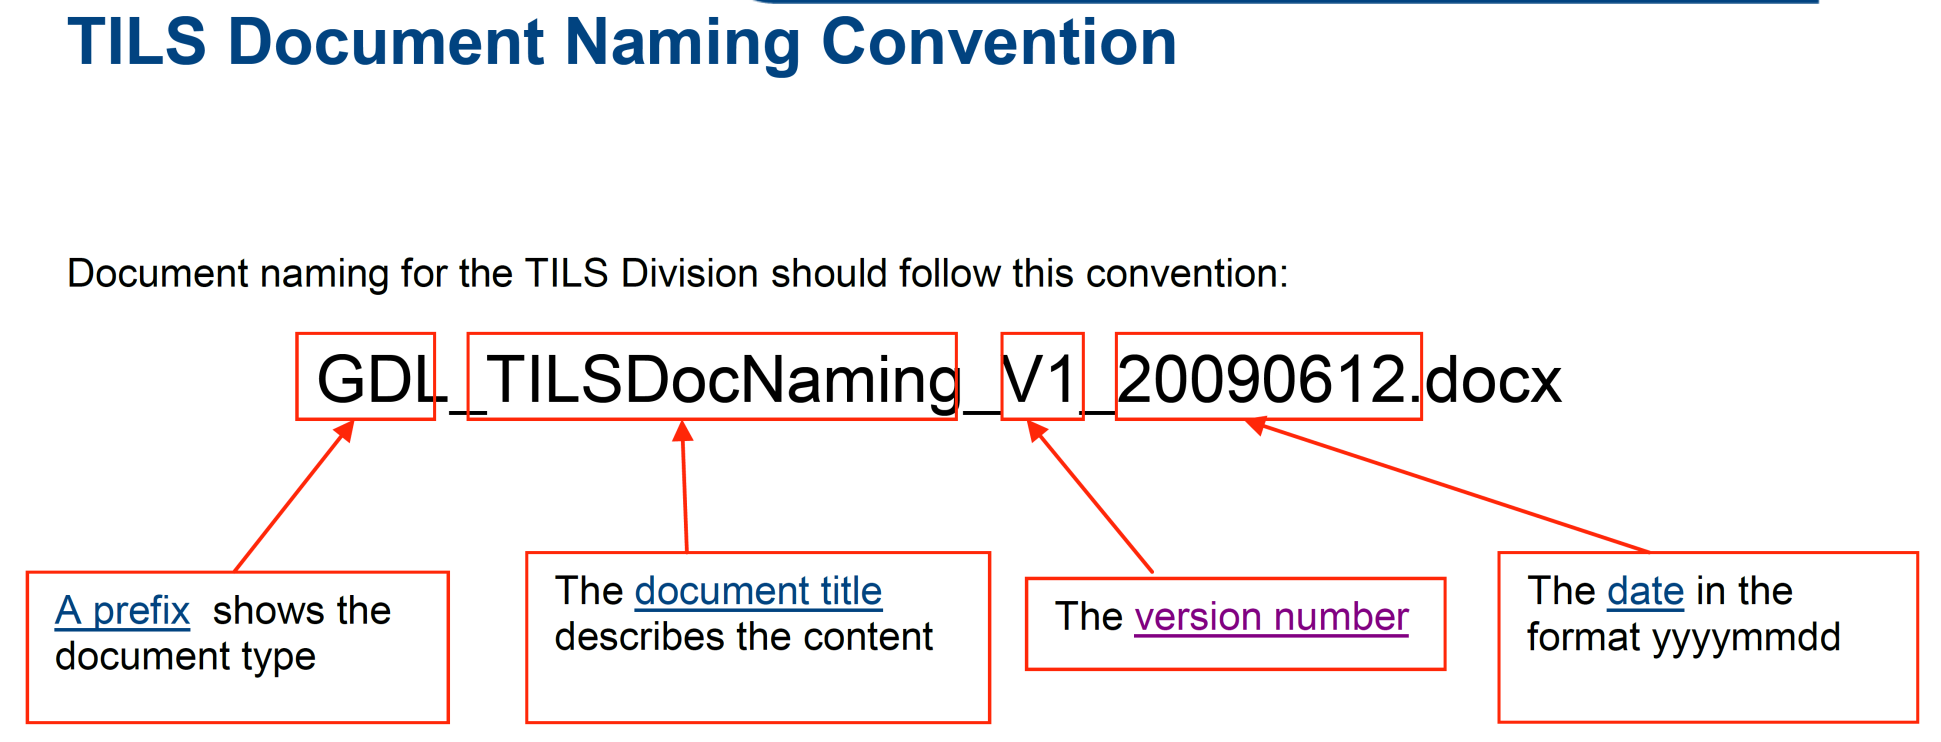 TILS Document Naming Convention
Document naming for the TILS Division should follow this convention:
GDL_TILSDocNaming_V1_20090612.docx
A prefix shows the
document type
The document title
describes the content
The version number
The date in the
format yyyymmdd